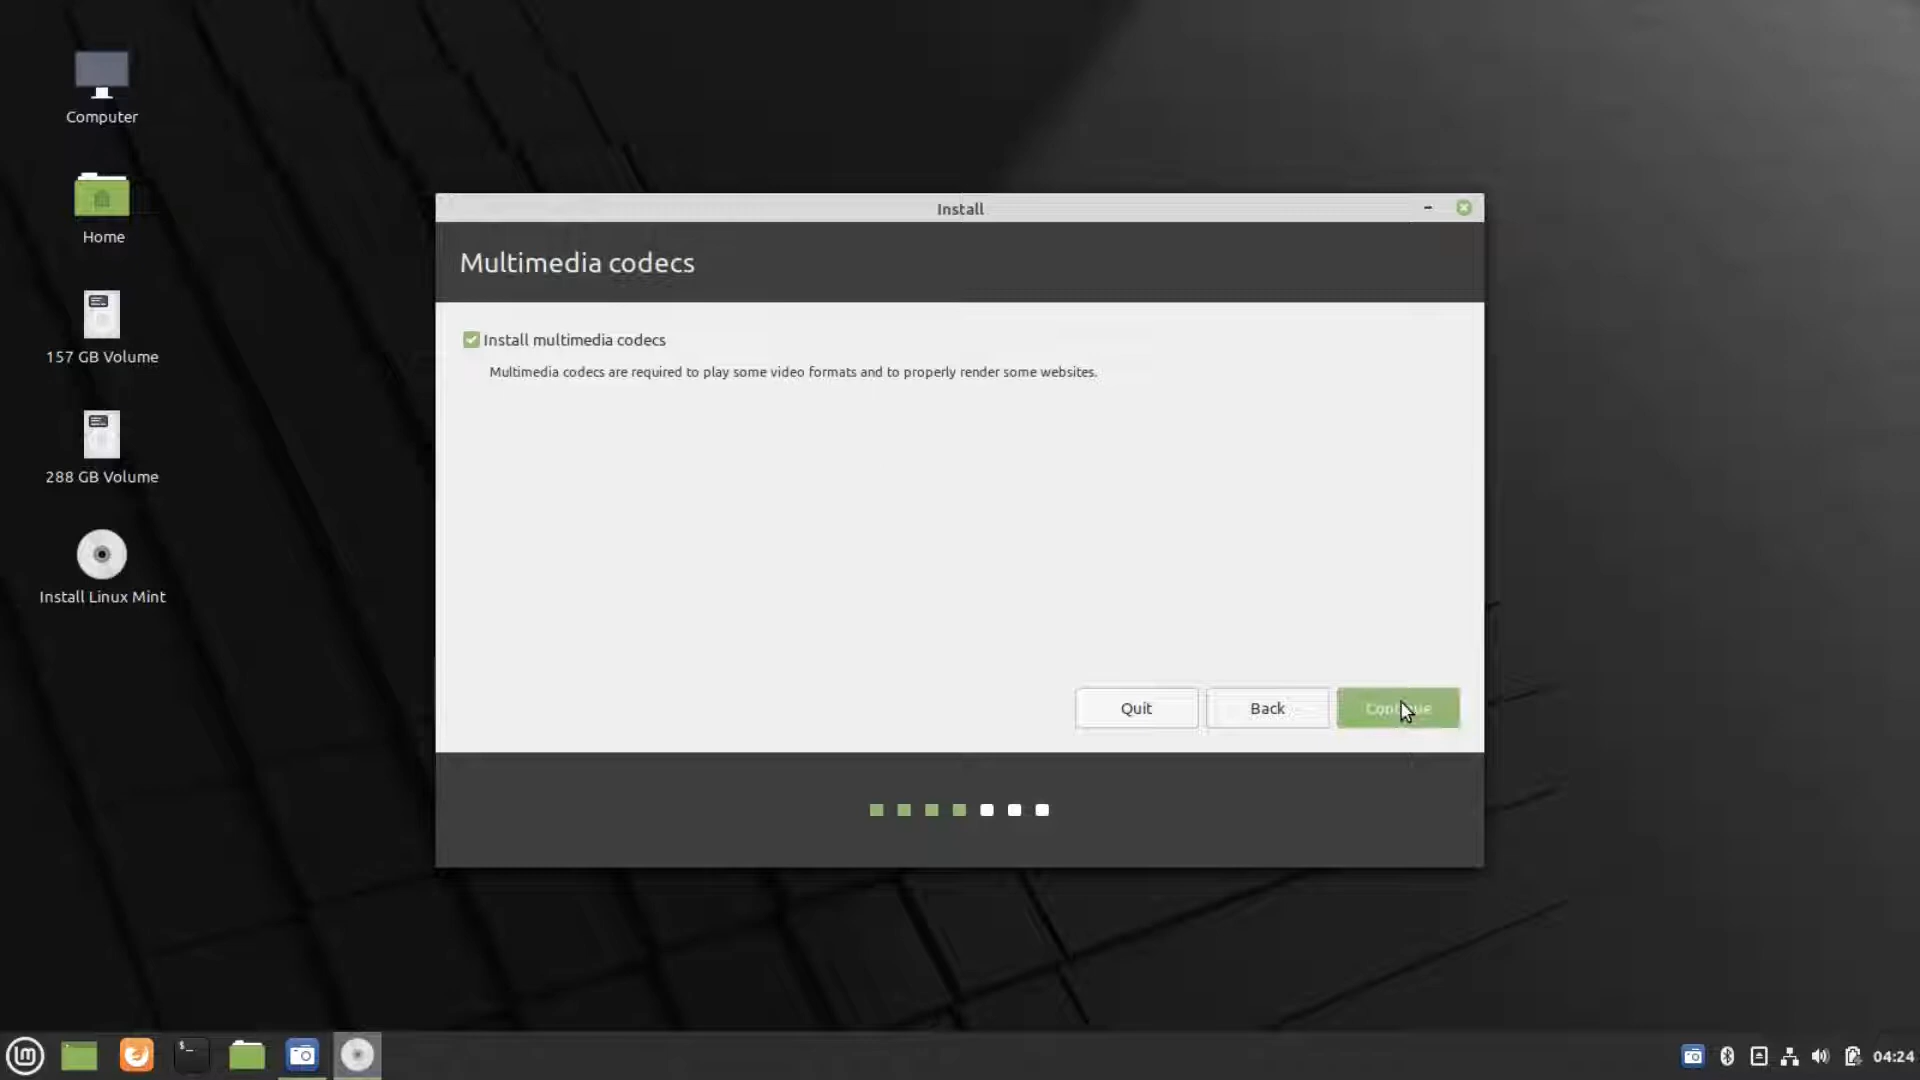 Computer
Home
157 GB Volume
288 GB Volume
Install Linux Mint
Install
Multimedia codecs
Install multimedia codecs
Multimedia codecs are required to play some video formats and to properly render some websites.
Quit
Back
Continue
$_
04:24